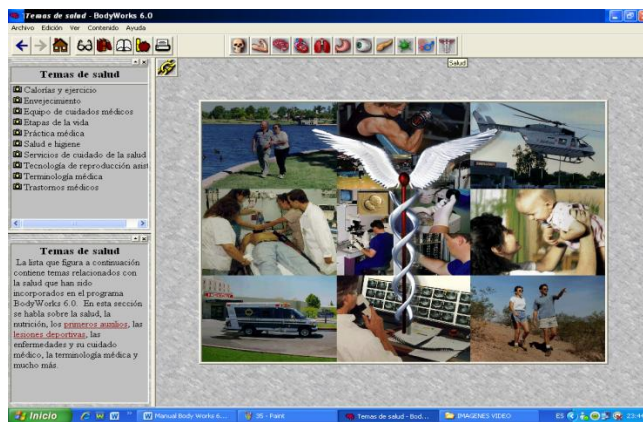 Temas de salud - BodyWorks 6.0
Archivo Edición Ver Contenido Ayuda
Salud
Temas de salud
Calorías y ejercicio
Envejecimiento
Equipo de cuidados médicos
Etapas de la vida
Práctica médica
Salud e higiene
Servicios de cuidado de la salud
Tecnología de reproducción asist
Terminología médica
Trastornos médicos
Temas de salud
La lista que figura a continuación
contiene temas relacionados con
la salud que han sido
incorporados en el programa
BodyWorks 6.0. En esta sección
se habla sobre la salud, la
nutrición, los primeros auxilios, las
lesiones deportivas, las
enfermedades y su cuidado
médico, la terminología médica y
mucho más.
Inicio
Manual Body Works 6....
35 - Paint
Temas de salud - Bod...
IMAGENES VIDEO
ES